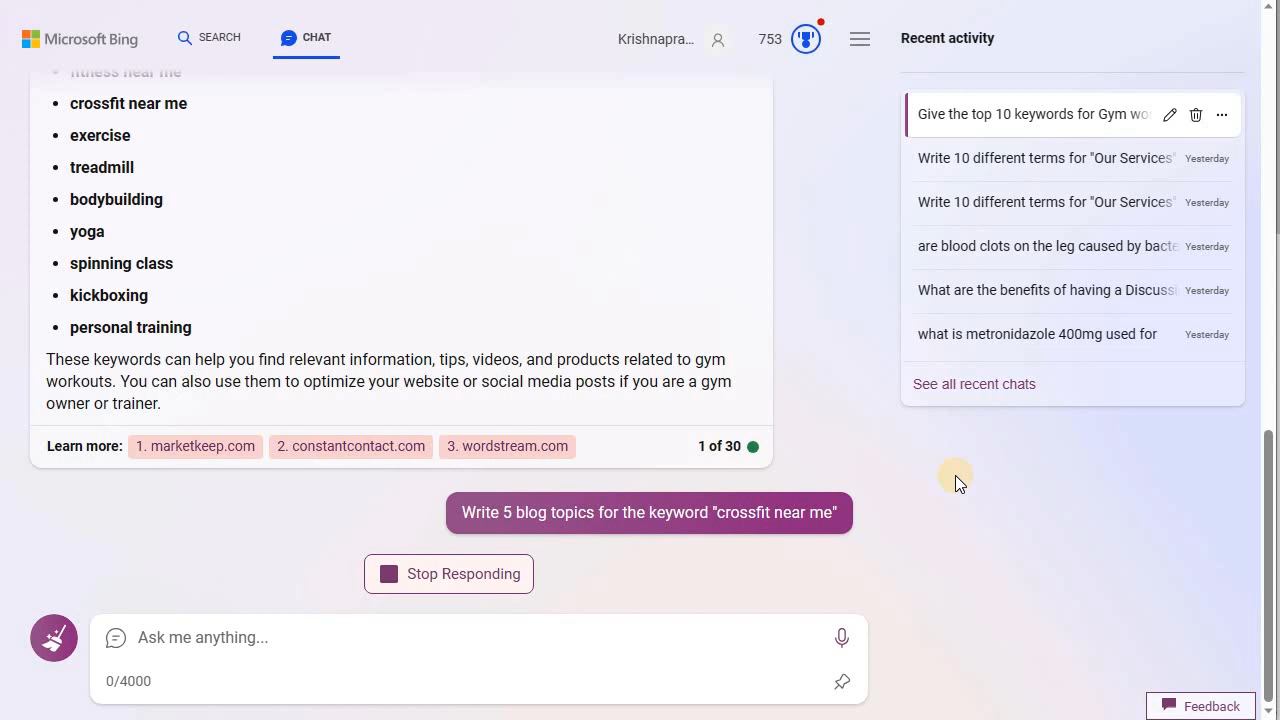 Microsoft Bing
SEARCH
CHAT
Krishnapra...
753
Recent activity
fitness near me
crossfit near me
exercise
treadmill
bodybuilding
yoga
spinning class
kickboxing
personal training
These keywords can help you find relevant information, tips, videos, and products related to gym
workouts. You can also use them to optimize your website or social media posts if you are a gym
owner or trainer.
Learn more: 1. marketkeep.com 2. constantcontact.com 3. wordstream.com 1 of 30
Write 5 blog topics for the keyword "crossfit near me"
Stop Responding
Ask me anything...
0/4000
Give the top 10 keywords for Gym wo
Write 10 different terms for "Our Services" Yesterday
Write 10 different terms for "Our Services" Yesterday
are blood clots on the leg caused by bacte Yesterday
What are the benefits of having a Discussi Yesterday
what is metronidazole 400mg used for Yesterday
See all recent chats
Feedback